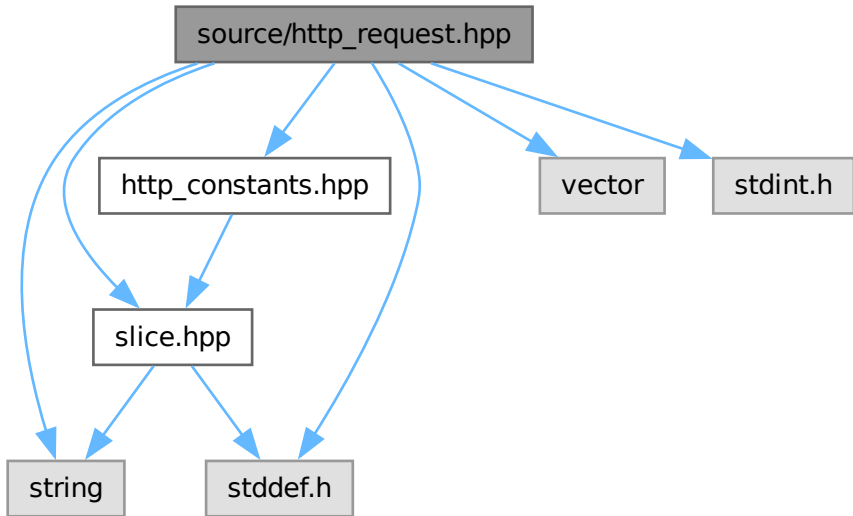 source/http_request.hpp
http_constants.hpp
vector
stdint.h
slice.hpp
string
stddef.h